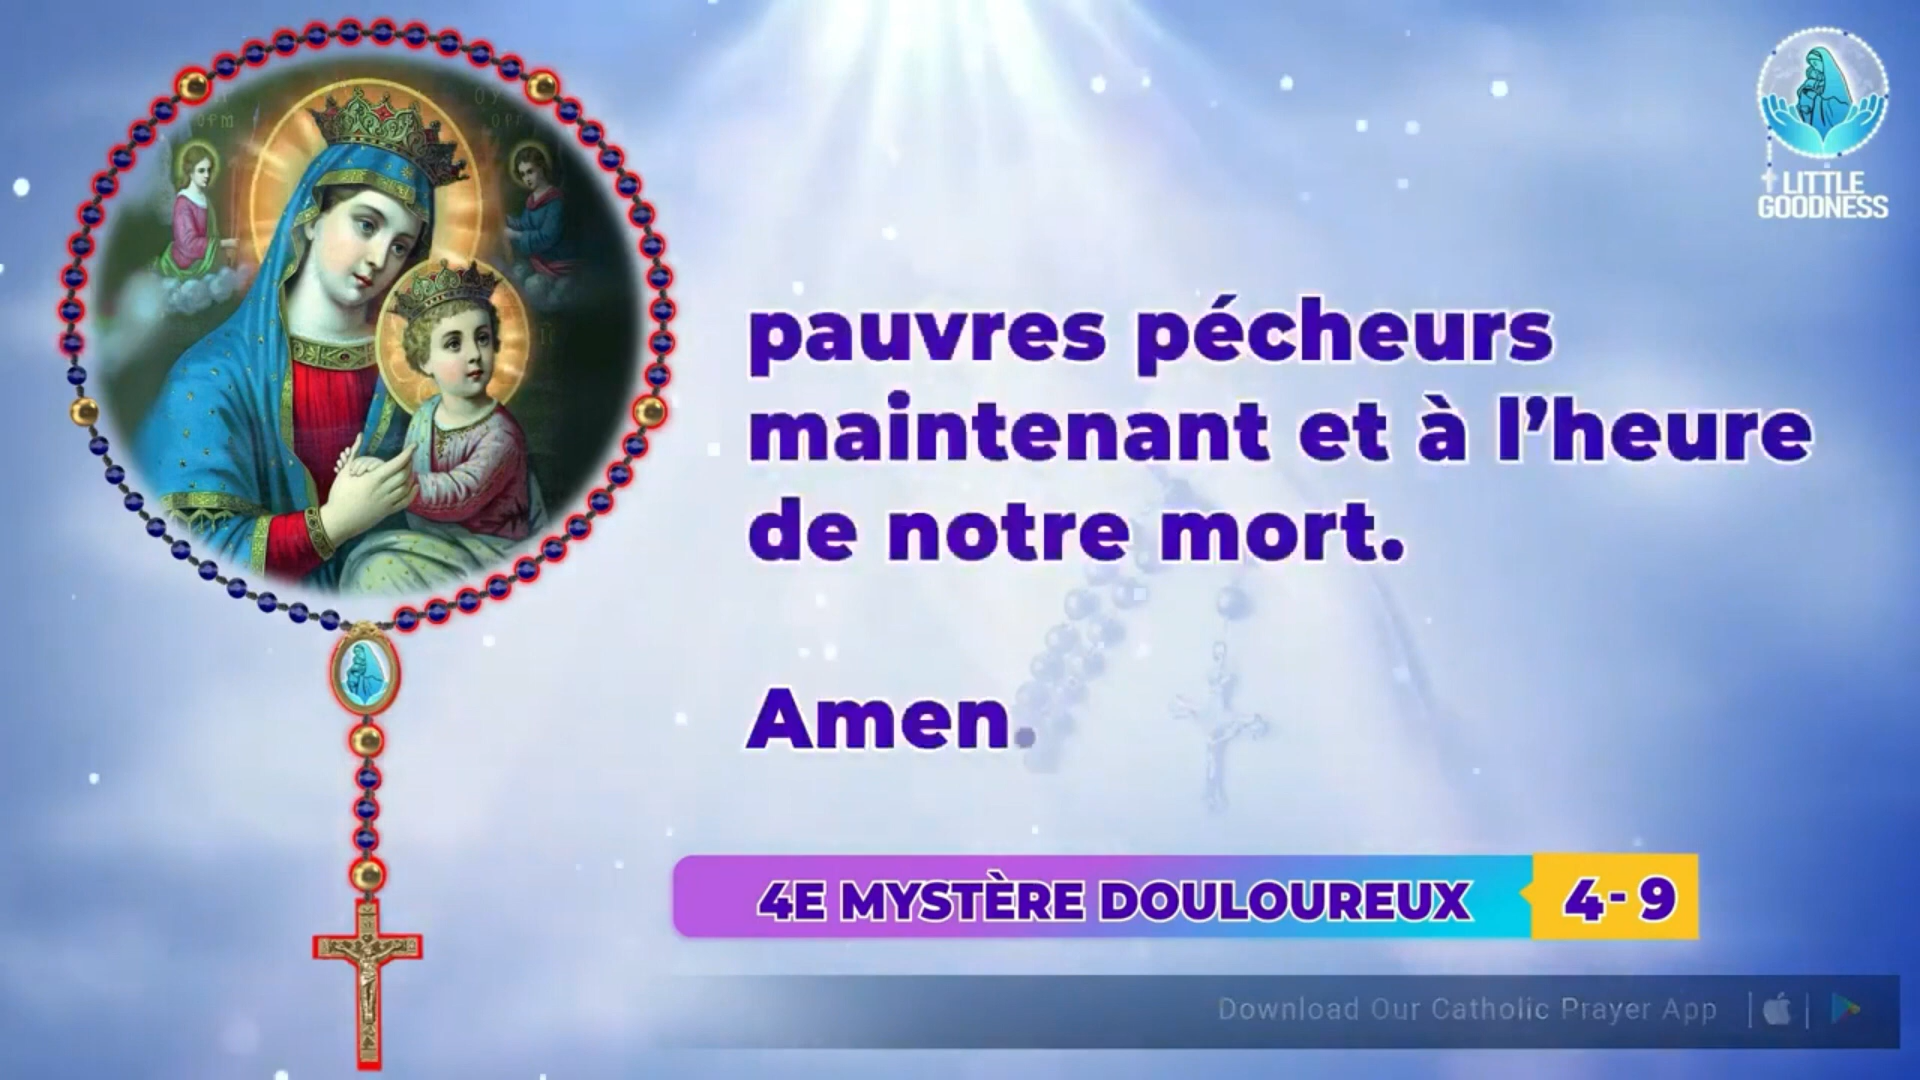 LITTLE
GOODNESS
pauvres pécheurs
maintenant et à l’heure
de notre mort.
Amen.
4E MYSTÈRE DOULOUREUX 4-9
Download Our Catholic Prayer App